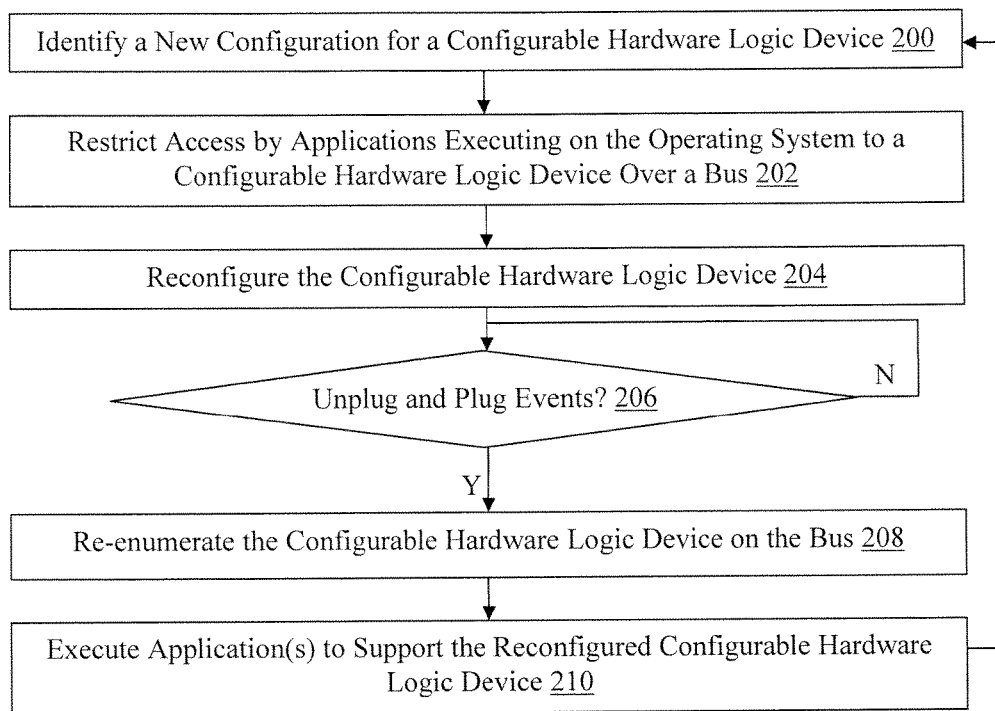 Identify a New Configuration for a Configurable Hardware Logic Device 200
Restrict Access by Applications Executing on the Operating System to a
Configurable Hardware Logic Device Over a Bus 202
Reconfigure the Configurable Hardware Logic Device 204
Unplug and Plug Events? 206
N
Y
Re-enumerate the Configurable Hardware Logic Device on the Bus 208
Execute Application(s) to Support the Reconfigured Configurable Hardware
Logic Device 210